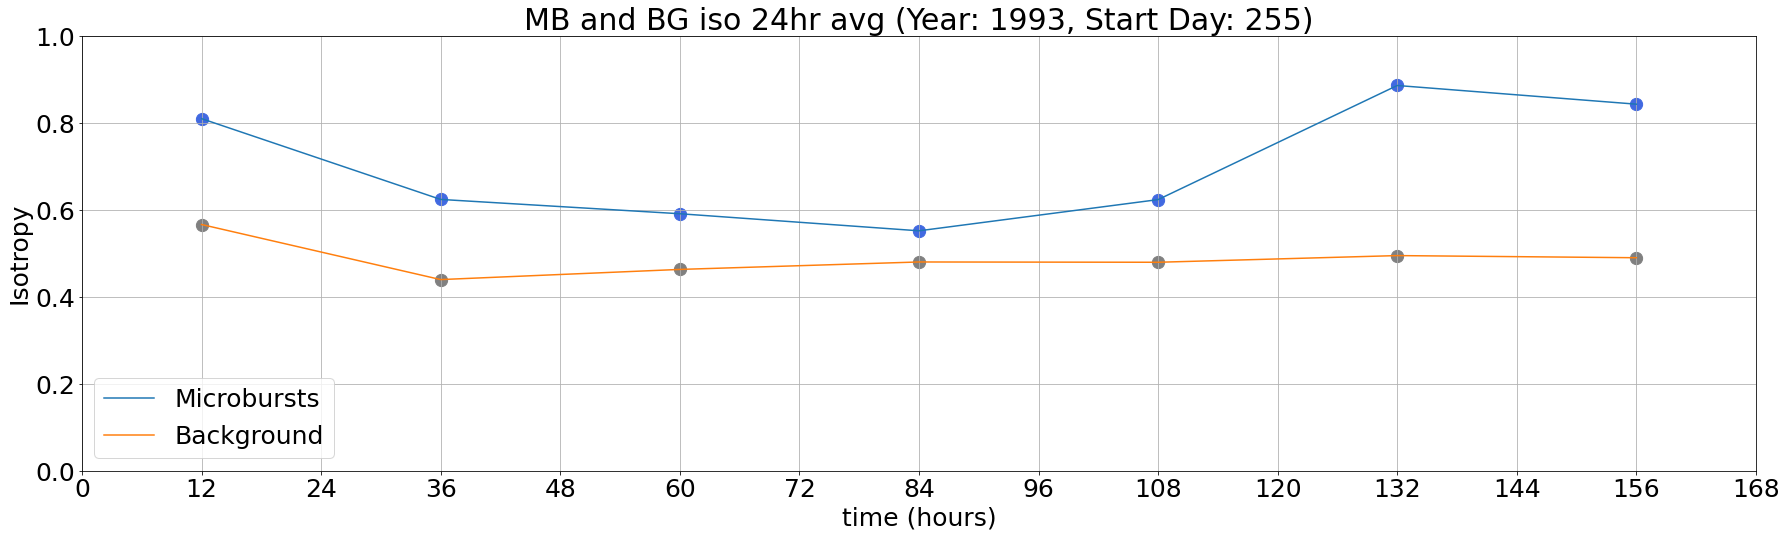 MB and BG iso 24hr avg (Year: 1993, Start Day: 255)
1.0
0.8
0.6
0.4
0.2
0.0
Isotropy
Microbursts
Background
0 12 24 36 48 60 72 84 96 108 120 132 144 156 168
time (hours)